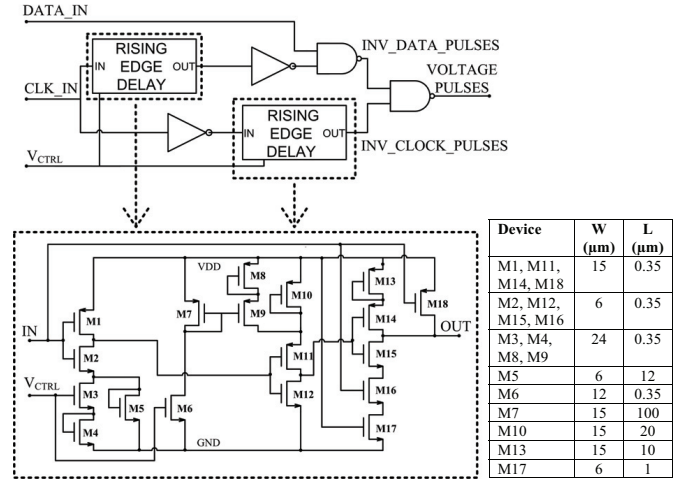 DATA_IN
INV_DATA_PULSES
RISING
IN EDGE OUT
DELAY
VOLTAGE
PULSES
CLK_IN
RISING
IN EDGE OUT
DELAY
INV_CLOCK_PULSES
VCTRL
VDD
M8
M13
M10
M18
M1
M7
M9
M14
OUT
IN
M2
M11
M15
VCTRL
M3
M5
M6
M12
M16
M4
M17
GND
Device W (µm) L (µm)
M1, M11, M14, M18 15 0.35
M2, M12, M15, M16 6 0.35
M3, M4, M8, M9 24 0.35
M5 6 12
M6 12 0.35
M7 15 100
M10 15 20
M13 15 10
M17 6 1